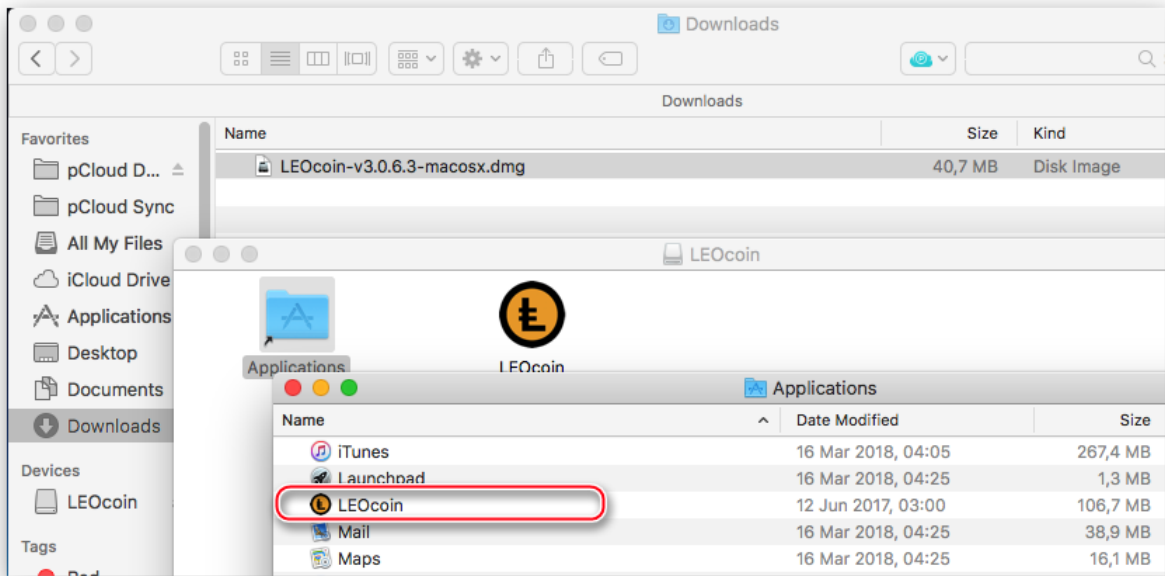 Downloads
Downloads
Favorites
pCloud D...
pCloud Sync
All My Files
iCloud Drive
Applications
Desktop
Documents
Downloads
Devices
LEOcoin
Tags
Red
Name Size Kind
LEOcoin-v3.0.6.3-macosx.dmg 40,7 MB Disk Image
LEOcoin
Applications LEOcoin
Applications
Name Date Modified Size
iTunes 16 Mar 2018, 04:05 267,4 MB
Launchpad 16 Mar 2018, 04:25 1,3 MB
LEOcoin 12 Jun 2017, 03:00 106,7 MB
Mail 16 Mar 2018, 04:25 38,9 MB
Maps 16 Mar 2018, 04:25 16,1 MB